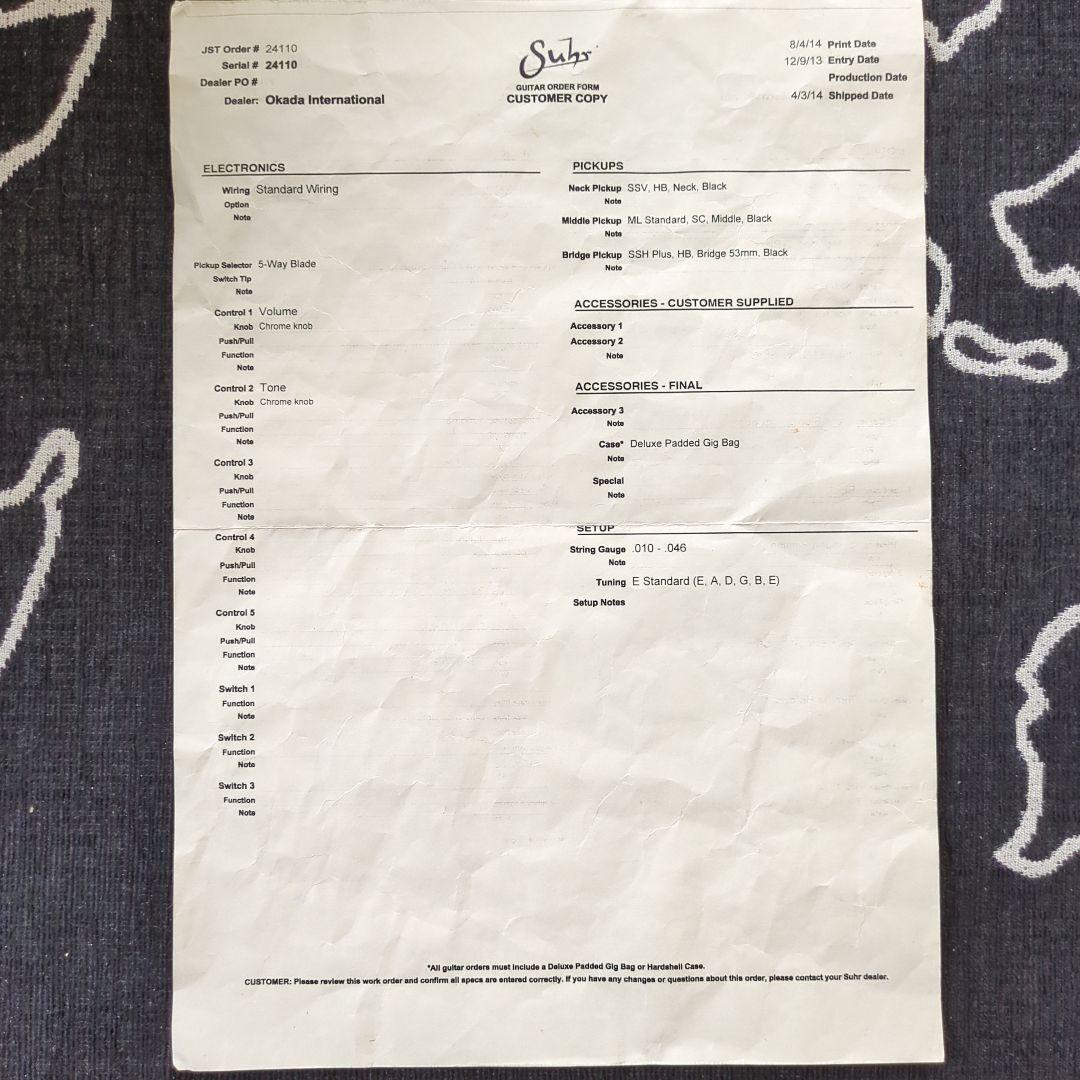 JST Order # 24110
Serial # 24110
Dealer PO #
Dealer: Okada International
Suhr
GUITAR ORDER FORM
CUSTOMER COPY
8/4/14 Print Date
12/9/13 Entry Date
Production Date
4/3/14 Shipped Date
ELECTRONICS
Wiring Standard Wiring
Option
Note
Pickup Selector 5-Way Blade
Switch Tip
Note
Control 1 Volume
Knob Chrome knob
Push/Pull
Function
Note
Control 2 Tone
Knob Chrome knob
Push/Pull
Function
Note
Control 3
Knob
Push/Pull
Function
Note
Control 4
Knob
Push/Pull
Function
Note
Control 5
Knob
Push/Pull
Function
Note
Switch 1
Function
Note
Switch 2
Function
Note
Switch 3
Function
Note
PICKUPS
Neck Pickup SSV, HB, Neck, Black
Note
Middle Pickup ML Standard, SC, Middle, Black
Note
Bridge Pickup SSH Plus, HB, Bridge 53mm, Black
Note
ACCESSORIES - CUSTOMER SUPPLIED
Accessory 1
Accessory 2
Note
ACCESSORIES - FINAL
Accessory 3
Note
Case* Deluxe Padded Gig Bag
Note
Special
Note
SETUP
String Gauge .010 - .046
Note
Tuning E Standard (E, A, D, G, B, E)
Setup Notes
*All guitar orders must include a Deluxe Padded Gig Bag or Hardshell Case.
CUSTOMER: Please review this work order and confirm all specs are entered correctly. If you have any changes or questions about this order, please contact your Suhr dealer.